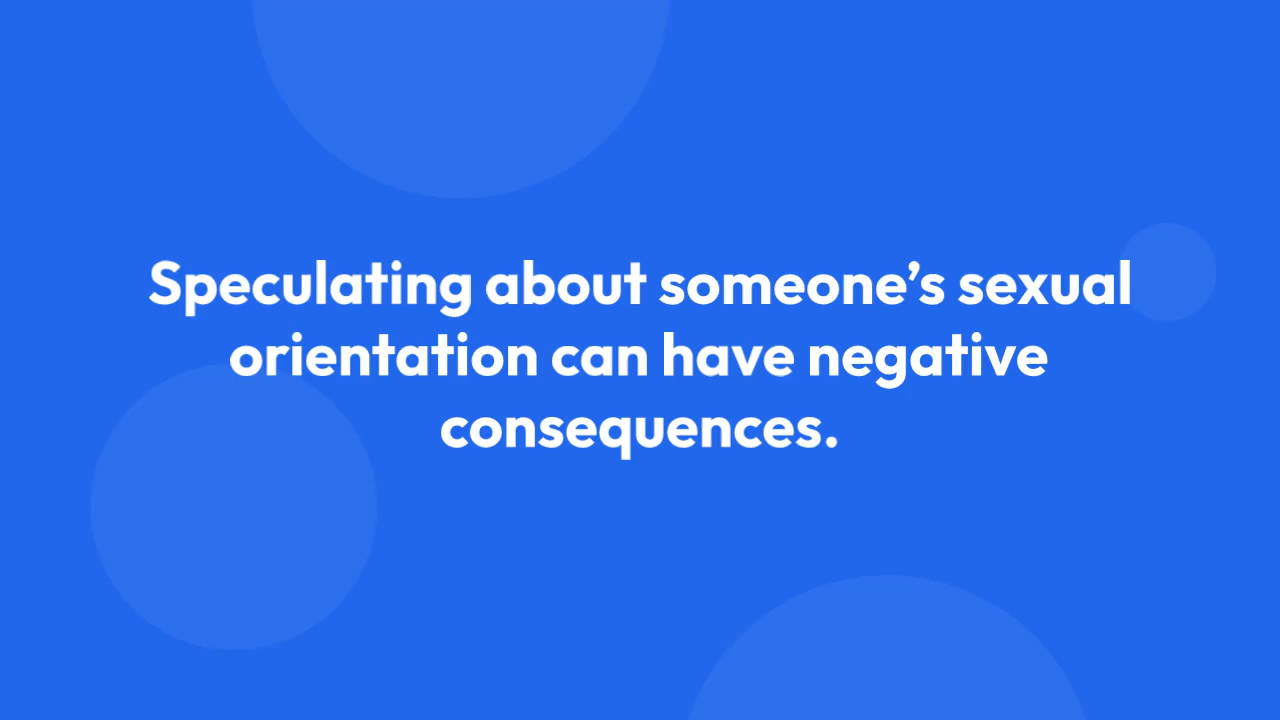 Speculating about someone’s sexual
orientation can have negative
consequences.